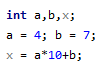 int a,b,x;
a = 4; b = 7;
x = a*10+b;